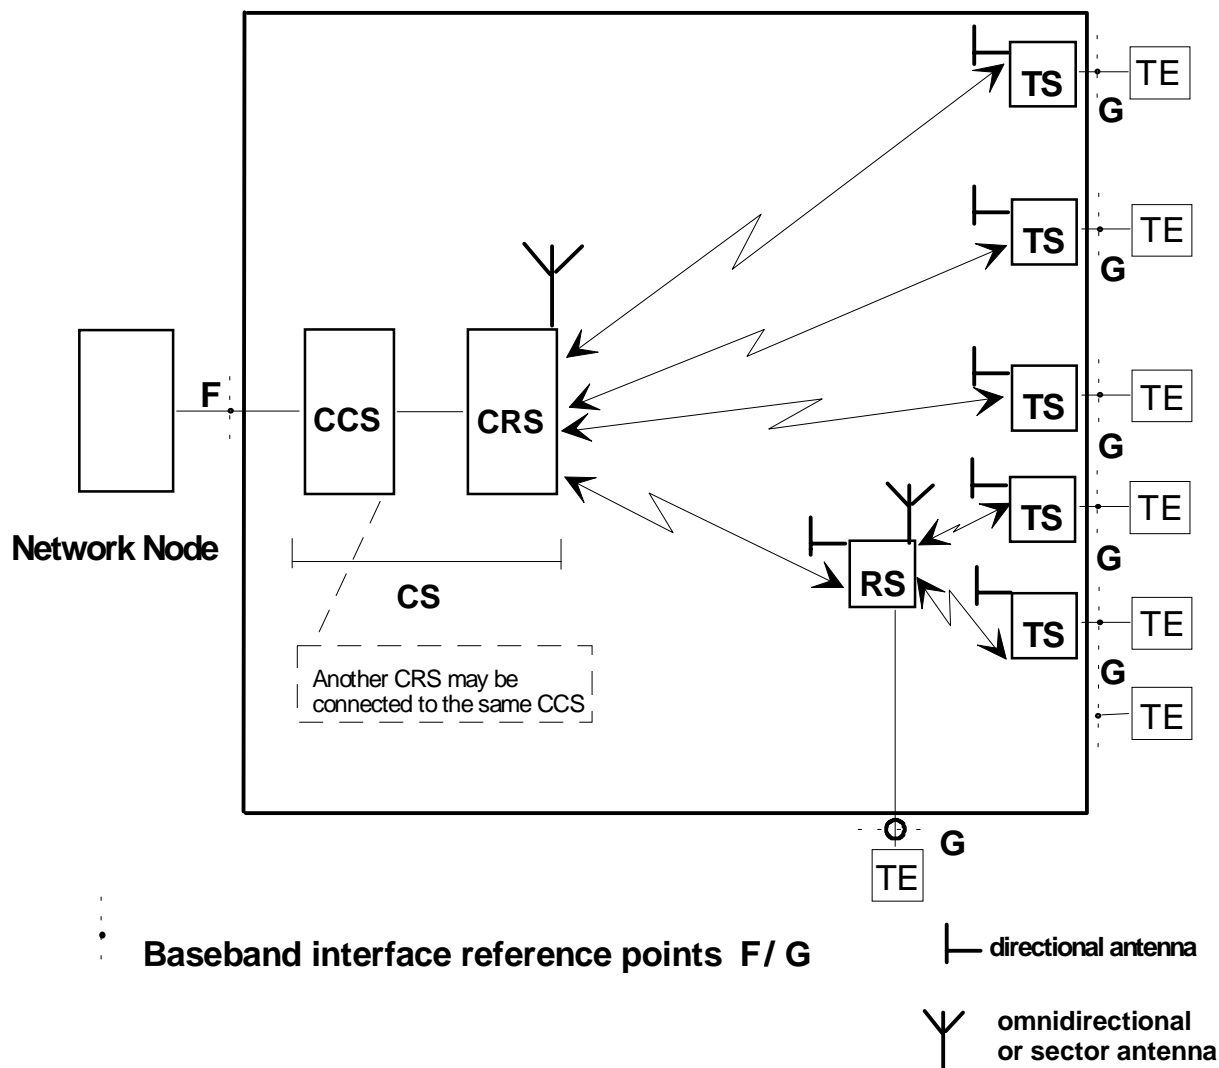 TS
TE
G
TS
TE
G
F
CCS
CRS
TS
TE
G
Network Node
TS
TE
G
CS
RS
TS
TE
G
Another CRS may be
connected to the same CCS
TE
G
TE
Baseband interface reference points F/ G
directional antenna
omnidirectional
or sector antenna